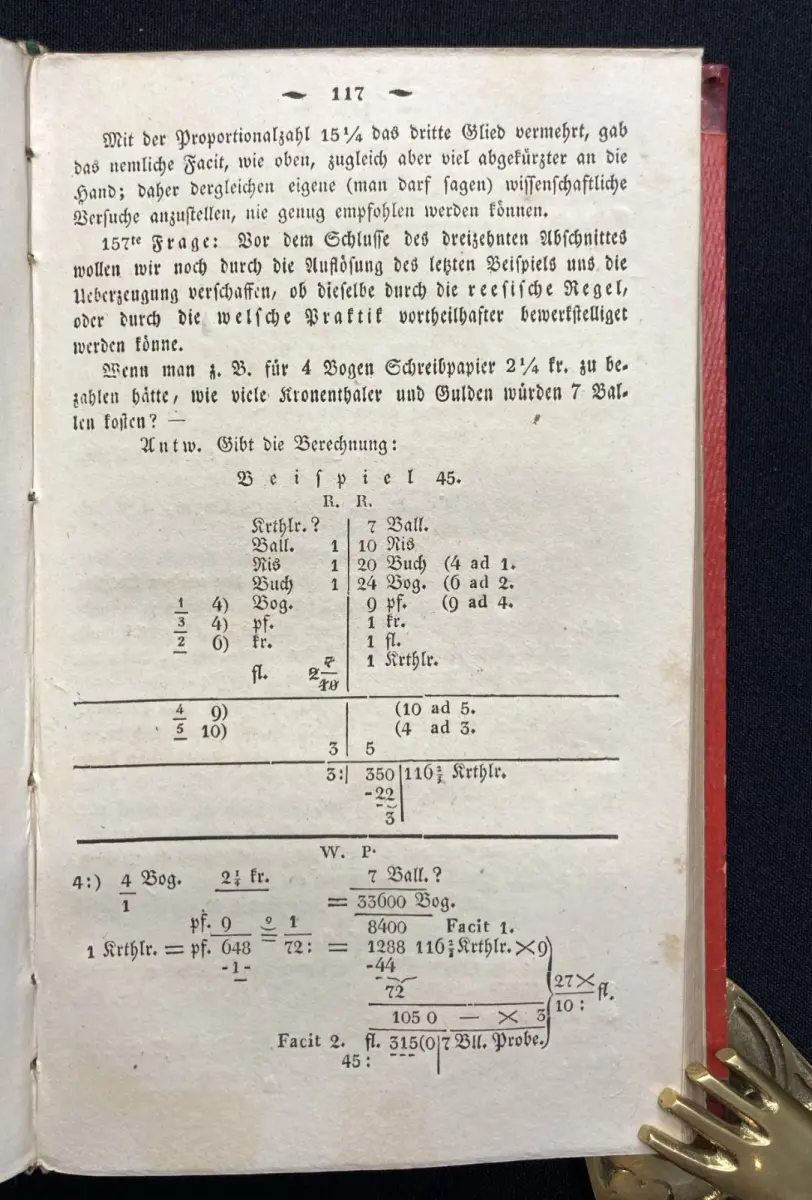 ~ 117 ~
Mit der Proportionalzahl 15¼ das dritte Glied vermehrt, gab
das nemliche Facit, wie oben, zugleich aber viel abgekürzter an die
Hand; daher dergleichen eigene (man darf sagen) wissenschaftliche
Versuche anzustellen, nie genug empfohlen werden können.
157te Frage: Vor dem Schlusse des dreizehnten Abschnittes
wollen wir noch durch die Auflösung des letzten Beispiels uns die
Ueberzeugung verschaffen, ob dieselbe durch die reesische Regel,
oder durch die welsche Praktik vortheilhafter bewerkstelliget
werden könne.
Wenn man z. B. für 4 Bogen Schreibpapier 2¼ kr. zu be-
zahlen hätte, wie viele Kronenthaler und Gulden würden 7 Bal-
len kosten? —
Antw. Gibt die Berechnung:
Beispiel 45.
R. R.
Krthlr. ? 7 Ball.
Ball. 1 10 Ris
Ris 1 20 Buch (4 ad 1.
Buch 1 24 Bog. (6 ad 2.
1 4) Bog. 9 pf. (9 ad 4.
3 4) pf. 1 kr.
2 6) kr. 1 fl.
fl. 2 7/10 1 Krthlr.
4 9) (10 ad 5.
5 10) (4 ad 3.
3 5
3:| 350 |116⅔ Krthlr.
-22
3
W. P.
4:) 4 Bog. 2¼ kr. 7 Ball.?
1 = 33600 Bog.
pf. 9 1 8400 Facit 1.
1 Krthlr. = pf. 648 = 72: = 1288 116⅔ Krthlr. ×9
-1- -44
72 27× fl.
1050 — × 3 10:
Facit 2. fl. 315(0|7 Bll. Probe.
45: ---